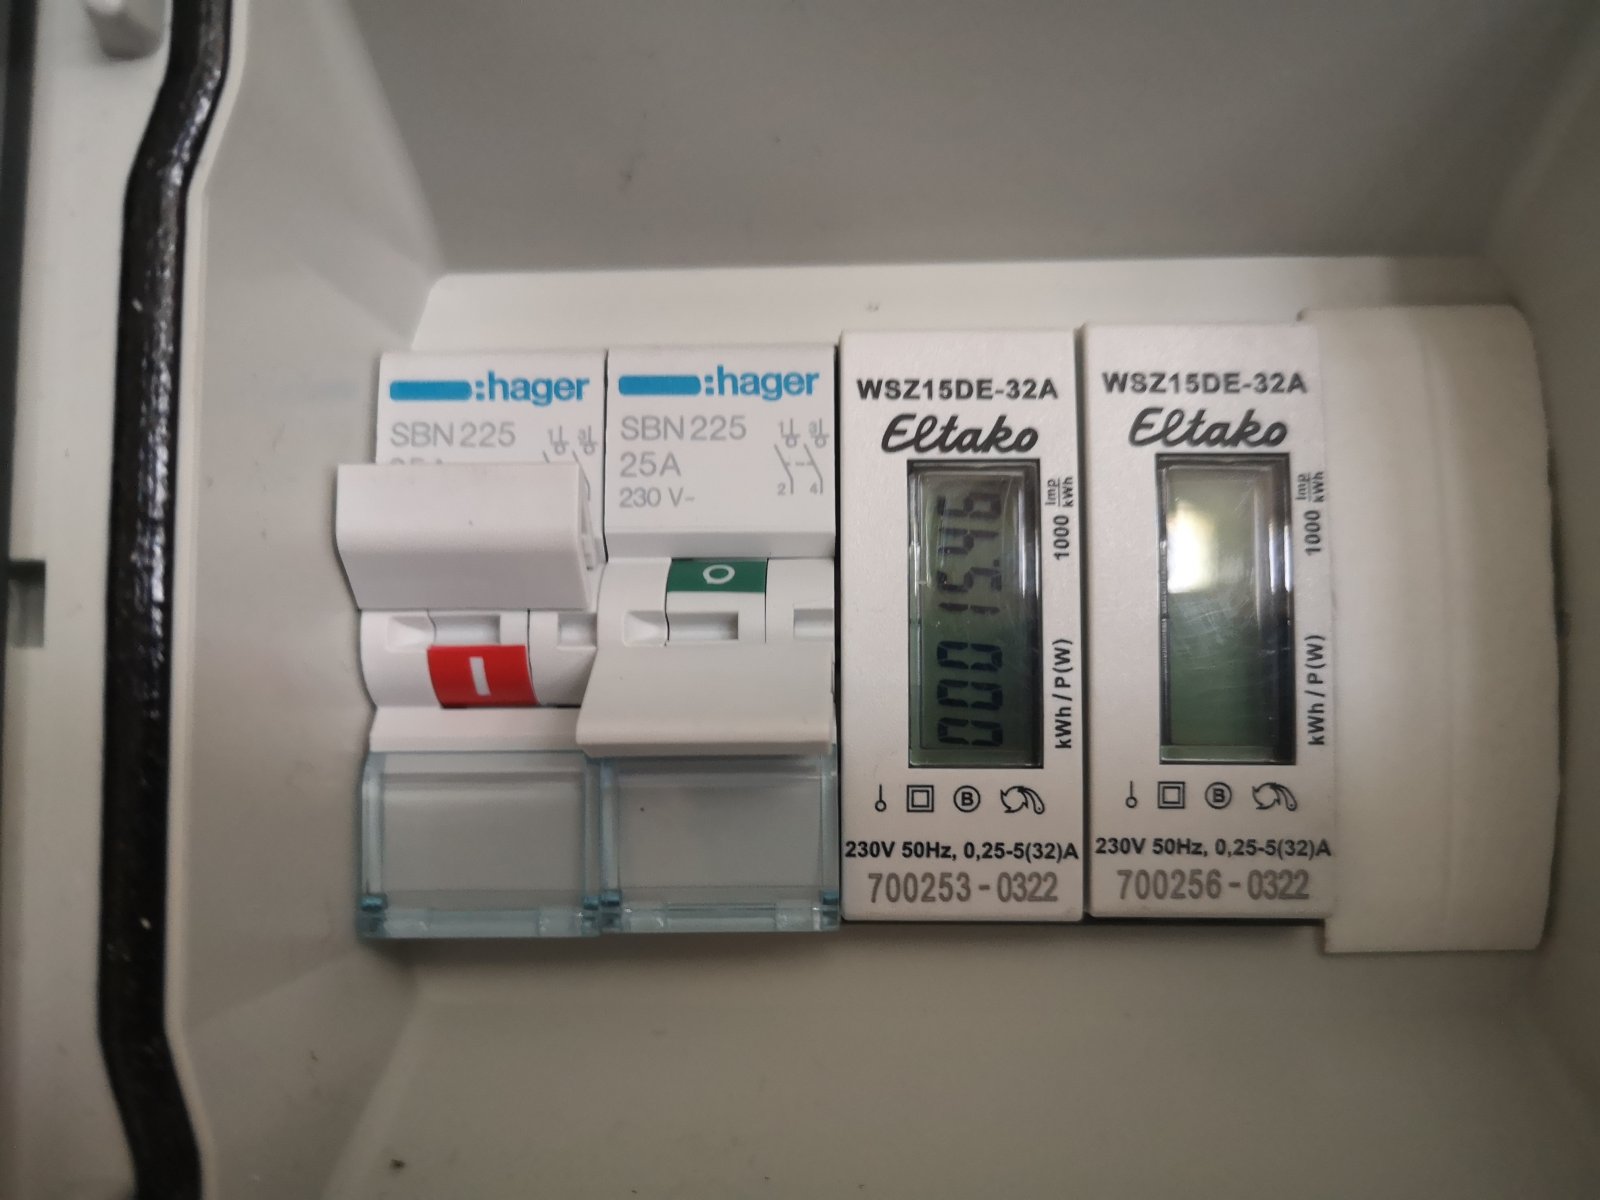 :hager
SBN225
:hager
SBN225
25A
230 V~
2 4
O
I
WSZ15DE-32A
Eltako
00015.46
1000 Imp/kWh
kWh / P(W)
B
230V 50Hz, 0,25-5(32)A
700253-0322
WSZ15DE-32A
Eltako
1000 Imp/kWh
kWh / P(W)
B
230V 50Hz, 0,25-5(32)A
700256-0322